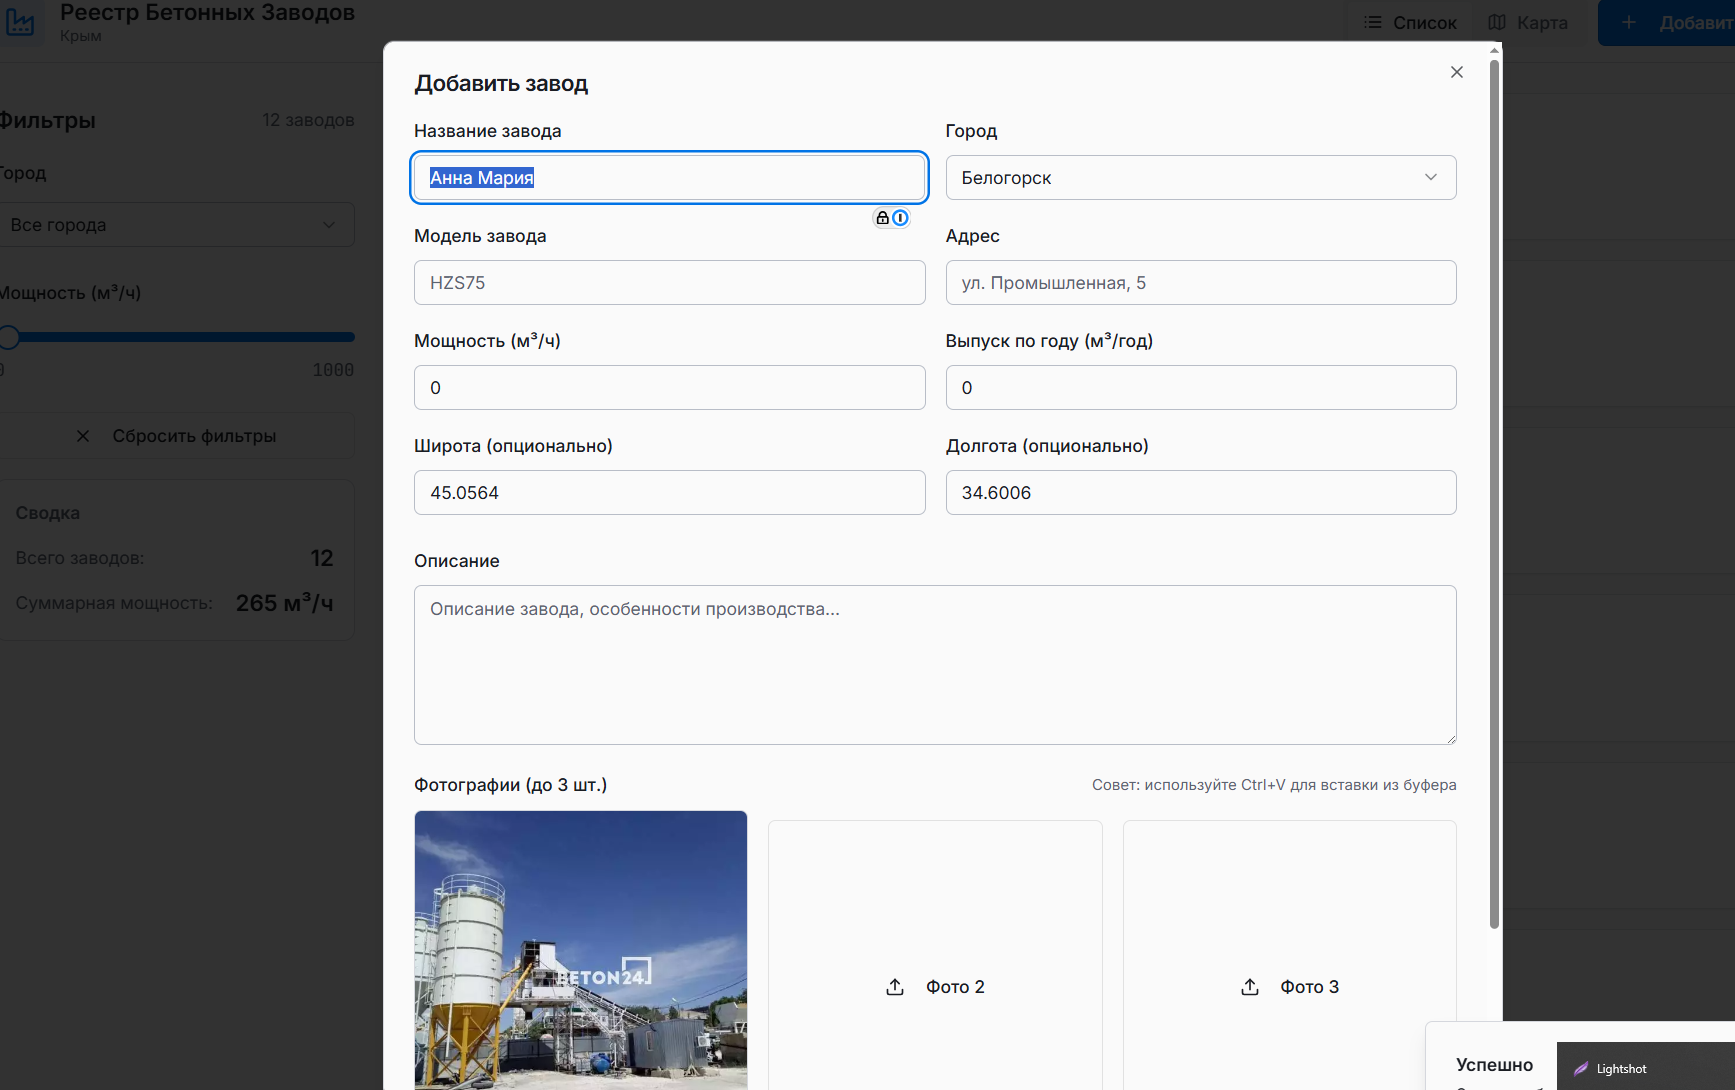 Реестр Бетонных Заводов
Крым
Список
Карта
Добавит
Фильтры
12 заводов
Город
Все города
Мощность (м³/ч)
0
1000
Сбросить фильтры
Сводка
Всего заводов:
12
Суммарная мощность:
265 м³/ч
Добавить завод
Название завода
Город
Анна Мария
Белогорск
Модель завода
Адрес
HZS75
ул. Промышленная, 5
Мощность (м³/ч)
Выпуск по году (м³/год)
0
0
Широта (опционально)
Долгота (опционально)
45.0564
34.6006
Описание
Описание завода, особенности производства...
Фотографии (до 3 шт.)
Совет: используйте Ctrl+V для вставки из буфера
BETON24
Фото 2
Фото 3
Успешно
Lightshot